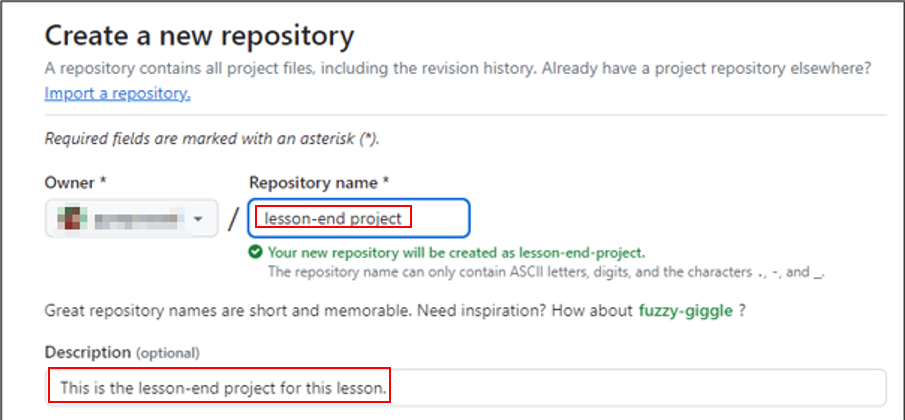 Create a new repository
A repository contains all project files, including the revision history. Already have a project repository elsewhere?
Import a repository.
Required fields are marked with an asterisk (*).
Owner *
Repository name *
/
lesson-end project
Your new repository will be created as lesson-end-project.
The repository name can only contain ASCII letters, digits, and the characters ., -, and _.
Great repository names are short and memorable. Need inspiration? How about fuzzy-giggle ?
Description (optional)
This is the lesson-end project for this lesson.